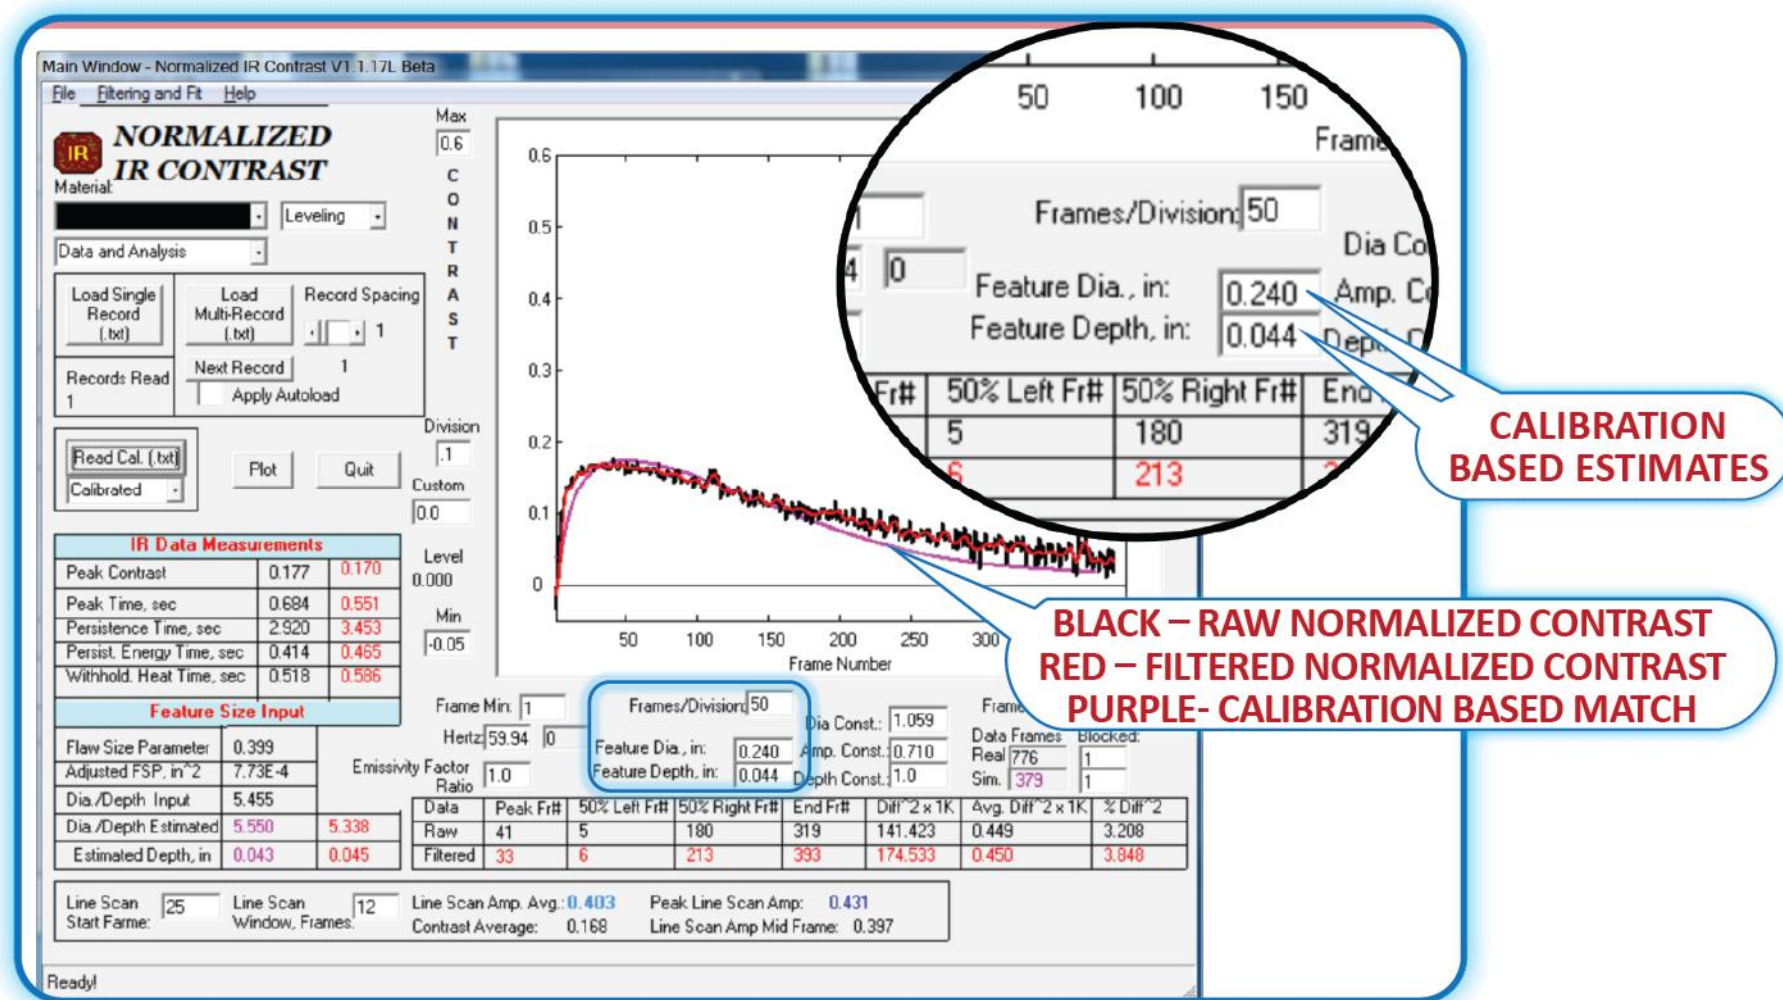 Main Window - Normalized IR Contrast V1.1.17L Beta
File Filtering and Fit Help
IR
NORMALIZED
IR CONTRAST
Material:
Leveling
Data and Analysis
Load Single
Record
(.txt)
Load
Multi-Record
(.txt)
Record Spacing
1
Records Read
1
Next Record
1
Apply Autoload
Read Cal. (.txt)
Calibrated
Plot
Quit
Max
0.6
CONTRAST
Division
.1
Custom
0.0
Level
0.000
Min
-0.05
0.6
0.5
0.4
0.3
0.2
0.1
0
50 100 150 200 250 300
Frame Number
IR Data Measurements
Peak Contrast 0.177 0.170
Peak Time, sec 0.684 0.551
Persistence Time, sec 2.920 3.453
Persist. Energy Time, sec 0.414 0.465
Withhold. Heat Time, sec 0.518 0.586
Feature Size Input
Flaw Size Parameter 0.399
Adjusted FSP, in^2 7.73E-4
Dia./Depth Input 5.455
Dia./Depth Estimated 5.550 5.338
Estimated Depth, in 0.043 0.045
Frame Min: 1
Hertz 59.94 0
Emissivity Factor
Ratio
1.0
Frames/Division: 50
Feature Dia., in: 0.240
Feature Depth, in: 0.044
Dia Const.: 1.059
Amp. Const.: 0.710
Depth Const.: 1.0
Frame
Data Frames Blocked:
Real 776 1
Sim. 379 1
Data Peak Fr# 50% Left Fr# 50% Right Fr# End Fr# Diff^2 x 1K Avg. Diff^2 x 1K % Diff^2
Raw 41 5 180 319 141.423 0.449 3.208
Filtered 33 6 213 393 174.533 0.450 3.848
Line Scan
Start Farme:
25
Line Scan
Window, Frames.
12
Line Scan Amp. Avg.: 0.403 Peak Line Scan Amp: 0.431
Contrast Average: 0.168 Line Scan Amp Mid Frame: 0.397
Ready!
50 100 150
Frame
1
Frames/Division: 50
4 0
Dia Co
Feature Dia., in: 0.240 Amp. Co
Feature Depth, in: 0.044
Fr# 50% Left Fr# 50% Right Fr# End
5 180 319
6 213
CALIBRATION
BASED ESTIMATES
BLACK – RAW NORMALIZED CONTRAST
RED – FILTERED NORMALIZED CONTRAST
PURPLE- CALIBRATION BASED MATCH